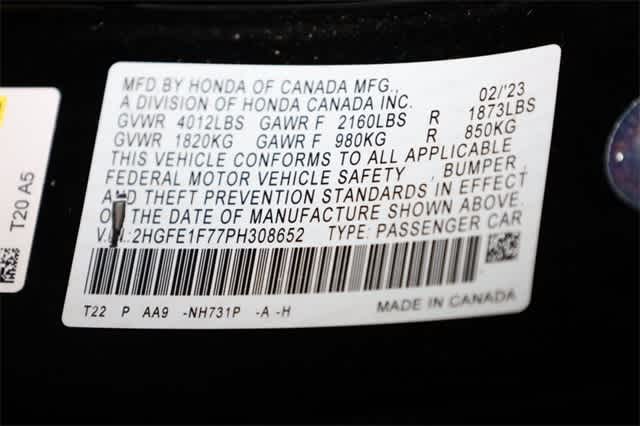 MFD BY HONDA OF CANADA MFG.,
A DIVISION OF HONDA CANADA INC. 02/'23
GVWR 4012LBS GAWR F 2160LBS R 1873LBS
GVWR 1820KG GAWR F 980KG R 850KG
THIS VEHICLE CONFORMS TO ALL APPLICABLE
FEDERAL MOTOR VEHICLE SAFETY , BUMPER ,
AND THEFT PREVENTION STANDARDS IN EFFECT
THE DATE OF MANUFACTURE SHOWN ABOVE.
V.I.:2HGFE1F77PH308652 TYPE: PASSENGER CAR
T22 P AA9 -NH731P -A -H MADE IN CANADA
T20 A5